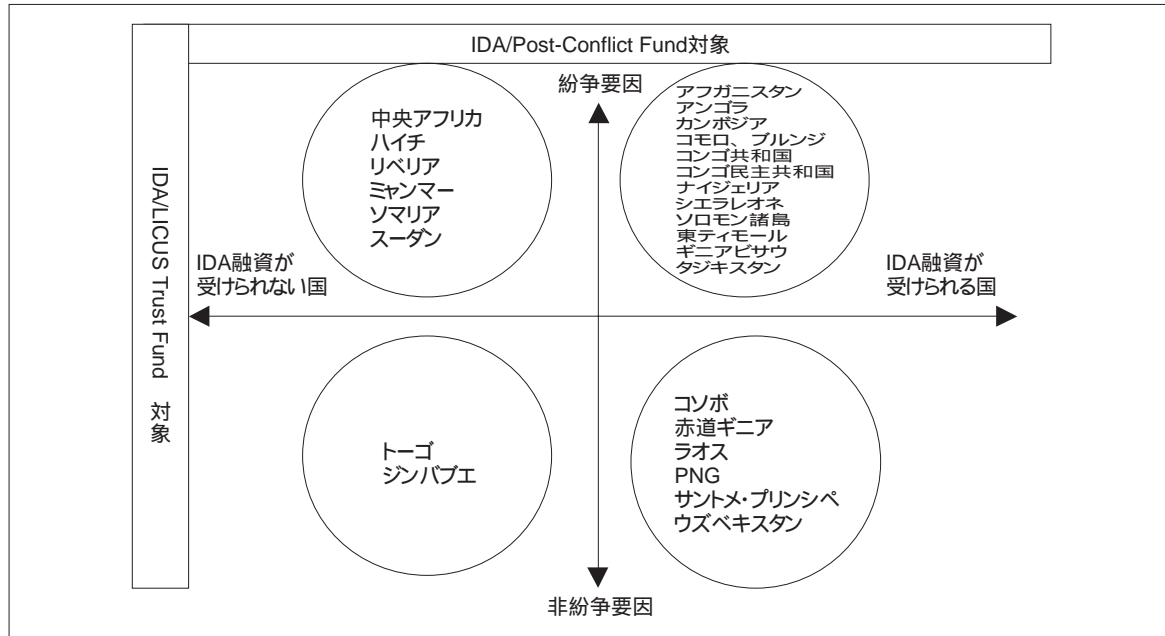 IDA/Post-Conflict Fund対象
IDA/LICUS Trust Fund 対象
紛争要因
中央アフリカ
ハイチ
リベリア
ミャンマー
ソマリア
スーダン
アフガニスタン
アンゴラ
カンボジア
コモロ、ブルンジ
コンゴ共和国
コンゴ民主共和国
ナイジェリア
シエラレオネ
ソロモン諸島
東ティモール
ギニアビサウ
タジキスタン
IDA融資が
受けられない国
IDA融資が
受けられる国
トーゴ
ジンバブエ
コソボ
赤道ギニア
ラオス
PNG
サントメ・プリンシペ
ウズベキスタン
非紛争要因